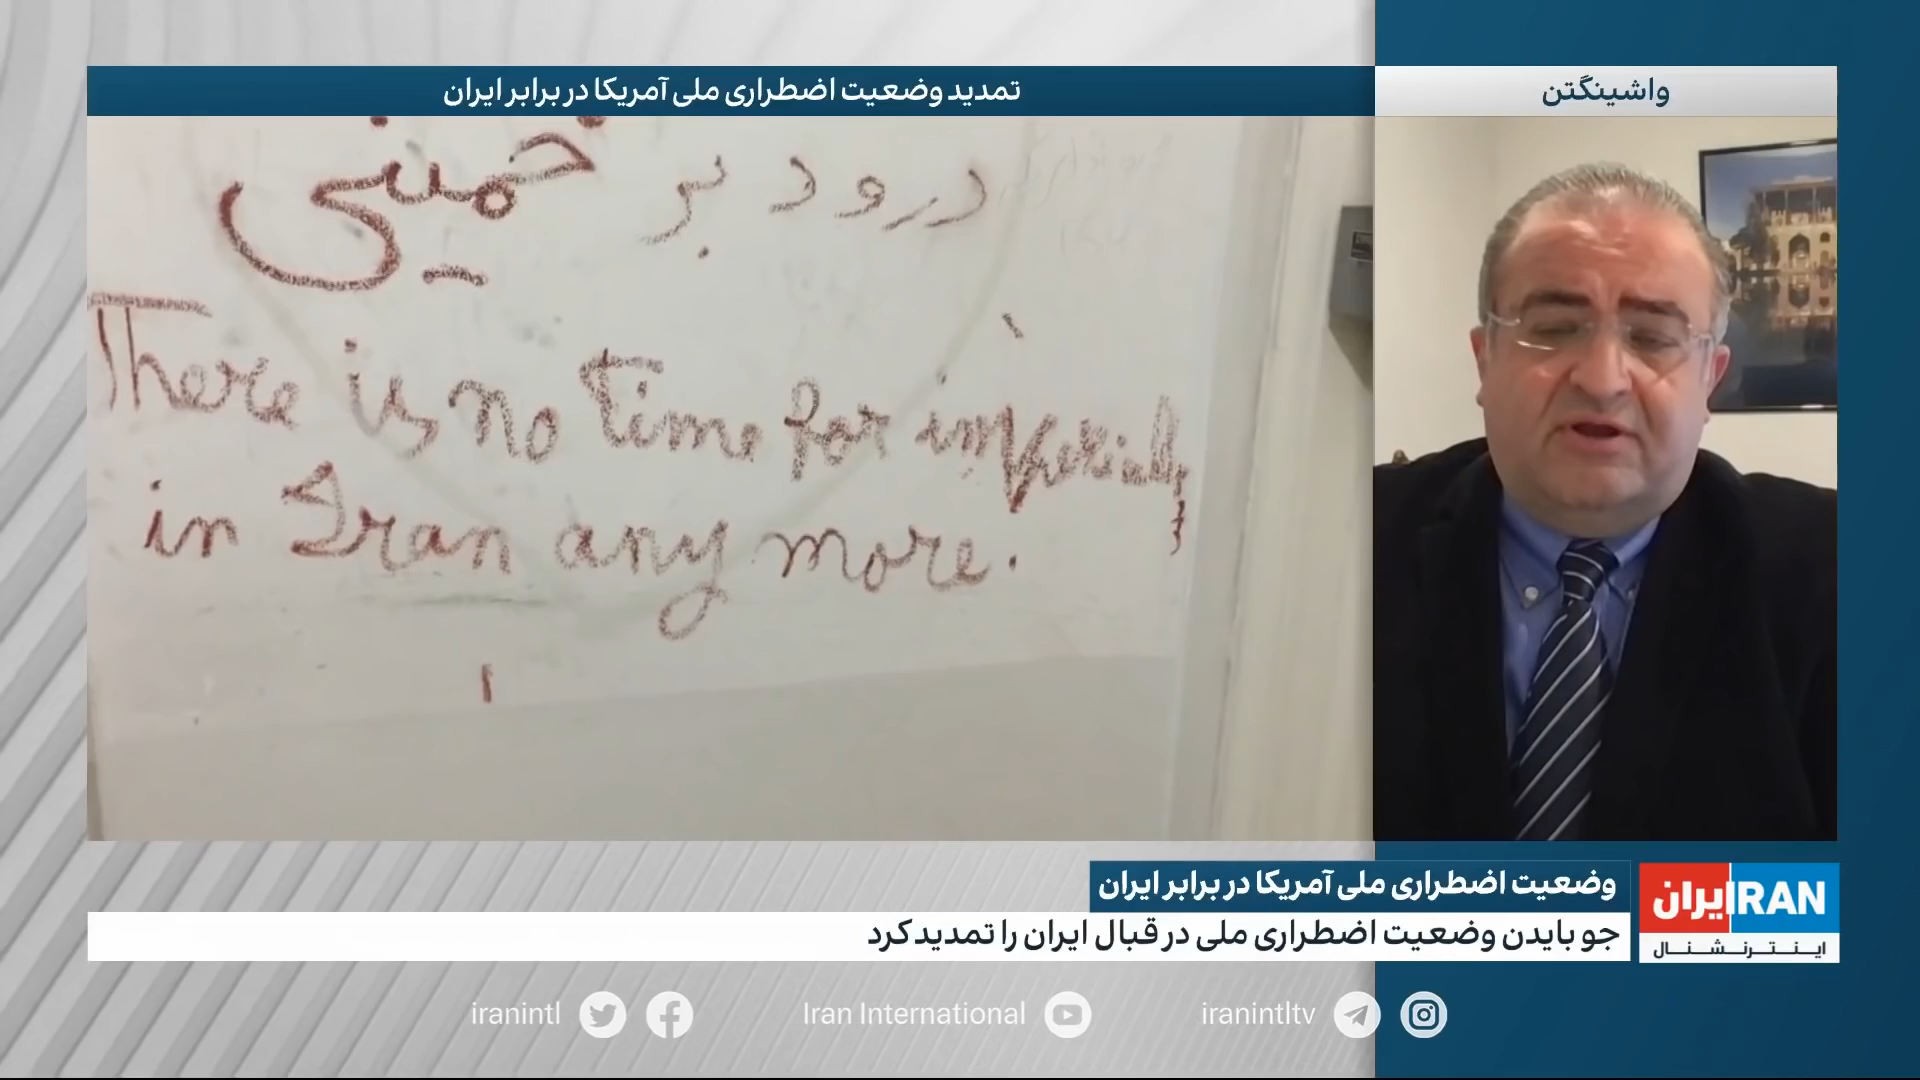 واشینگتن
تمدید وضعیت اضطراری ملی آمریکا در برابر ایران
درود بر خمینی
There is no time for
in Iran any more.
وضعیت اضطراری ملی آمریکا در برابر ایران
جو بایدن وضعیت اضطراری ملی در قبال ایران را تمدید کرد
ایران IRAN
اینترنشنال
iranintl
Iran International
iranintltv